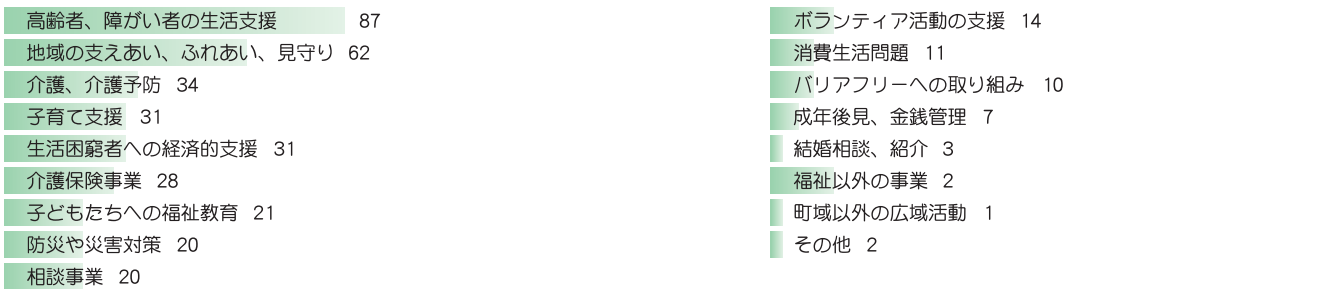 高齢者、障がい者の生活支援 87
地域の支えあい、ふれあい、見守り 62
介護、介護予防 34
子育て支援 31
生活困窮者への経済的支援 31
介護保険事業 28
子どもたちへの福祉教育 21
防災や災害対策 20
相談事業 20
ボランティア活動の支援 14
消費生活問題 11
バリアフリーへの取り組み 10
成年後見、金銭管理 7
結婚相談、紹介 3
福祉以外の事業 2
町域以外の広域活動 1
その他 2